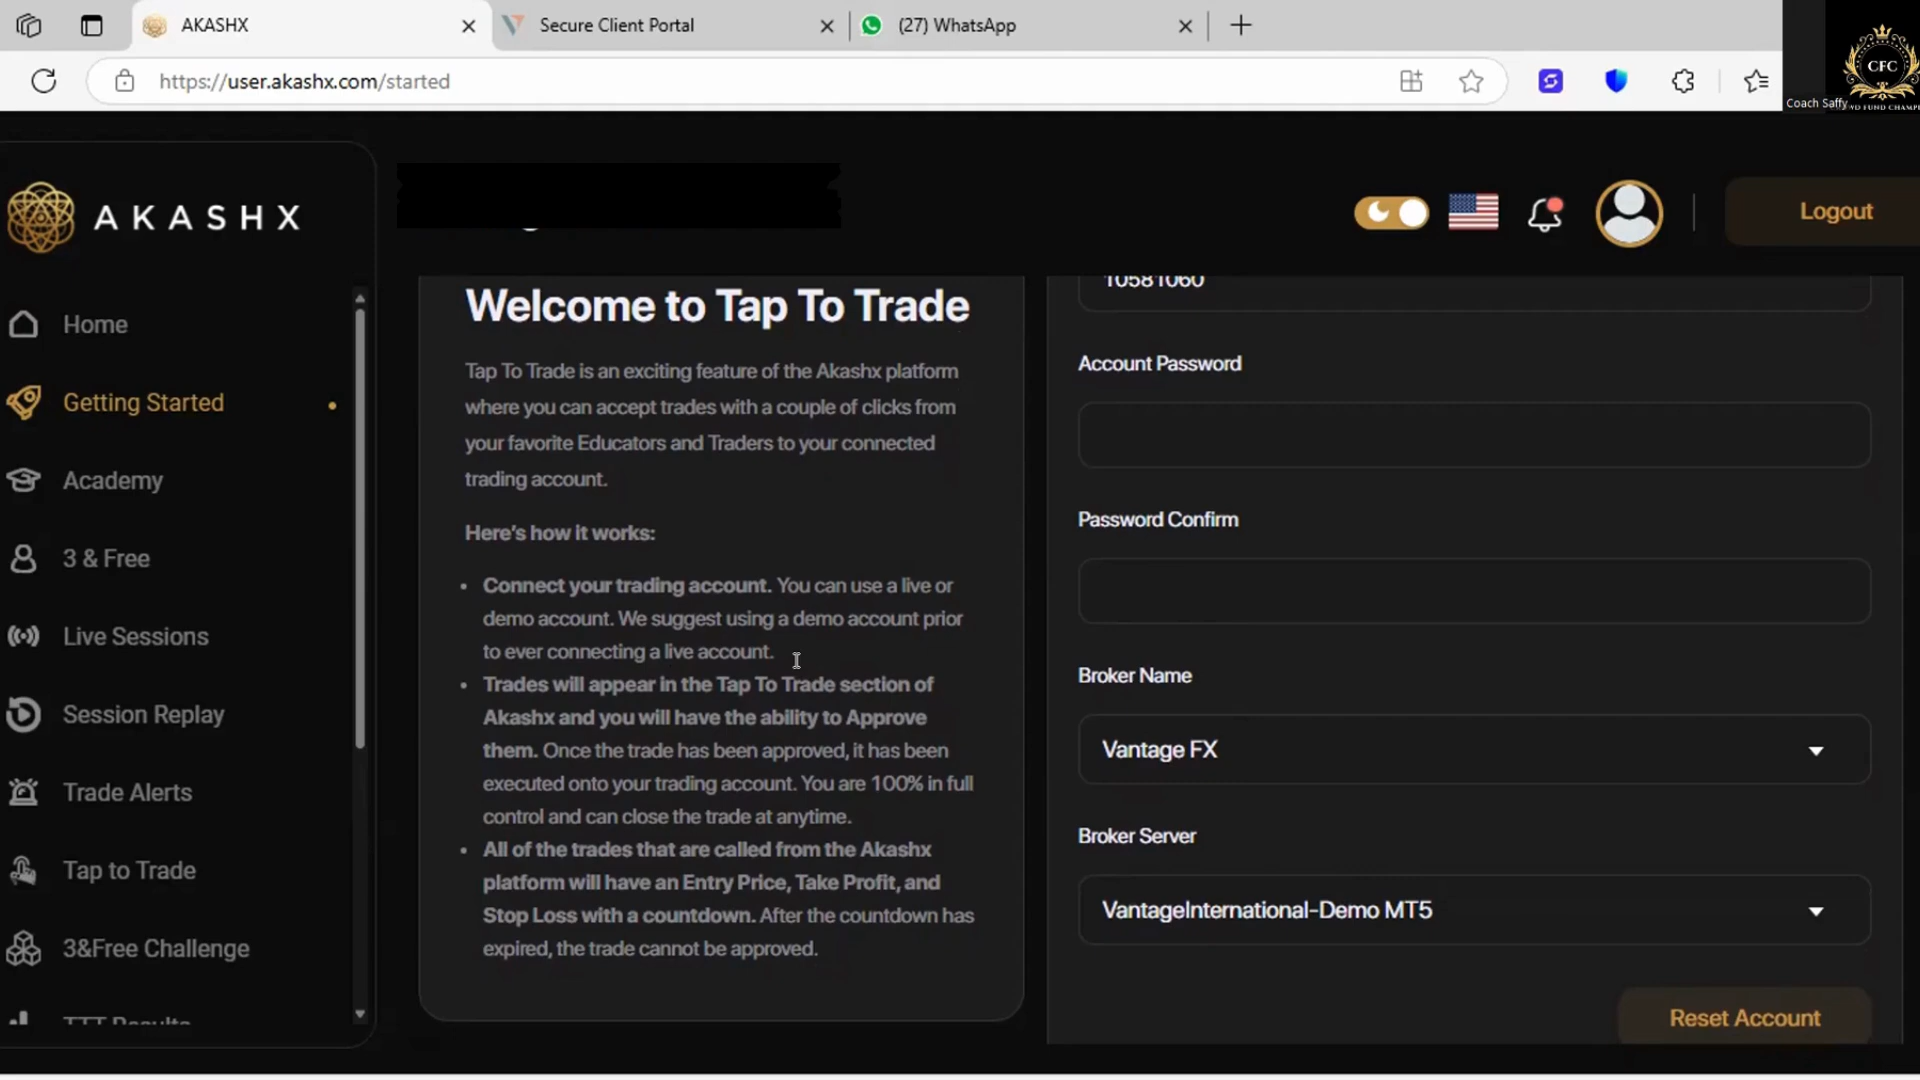 AKASHX
Secure Client Portal
(27) WhatsApp
https://user.akashx.com/started
CFC
Coach Saffy
AKASHX
Logout
Home
Getting Started
Academy
3 & Free
Live Sessions
Session Replay
Trade Alerts
Tap to Trade
3&Free Challenge
TTT Results
Welcome to Tap To Trade
Tap To Trade is an exciting feature of the Akashx platform
where you can accept trades with a couple of clicks from
your favorite Educators and Traders to your connected
trading account.
Here's how it works:
• Connect your trading account. You can use a live or
demo account. We suggest using a demo account prior
to ever connecting a live account.
• Trades will appear in the Tap To Trade section of
Akashx and you will have the ability to Approve
them. Once the trade has been approved, it has been
executed onto your trading account. You are 100% in full
control and can close the trade at anytime.
• All of the trades that are called from the Akashx
platform will have an Entry Price, Take Profit, and
Stop Loss with a countdown. After the countdown has
expired, the trade cannot be approved.
10581060
Account Password
Password Confirm
Broker Name
Vantage FX
Broker Server
VantageInternational-Demo MT5
Reset Account